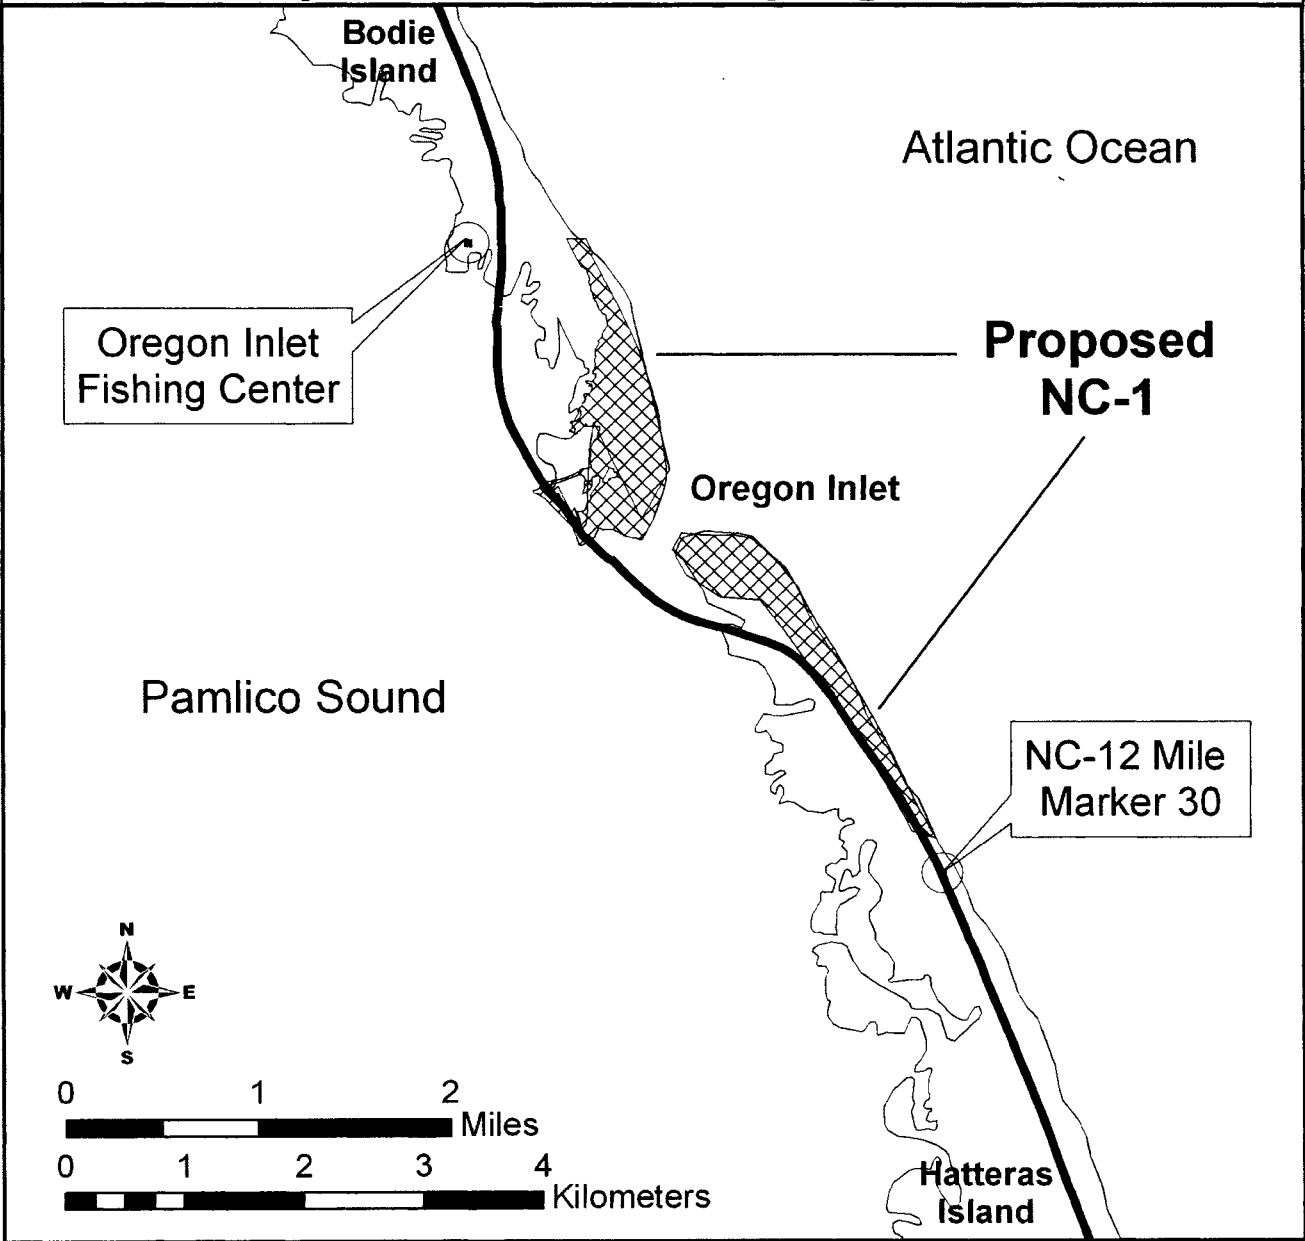 Bodie
Island
Atlantic Ocean
Oregon Inlet
Fishing Center
Proposed
NC-1
Oregon Inlet
Pamlico Sound
NC-12 Mile
Marker 30
N
W E
S
0 1 2
Miles
0 1 2 3 4
Kilometers
Hatteras
Island